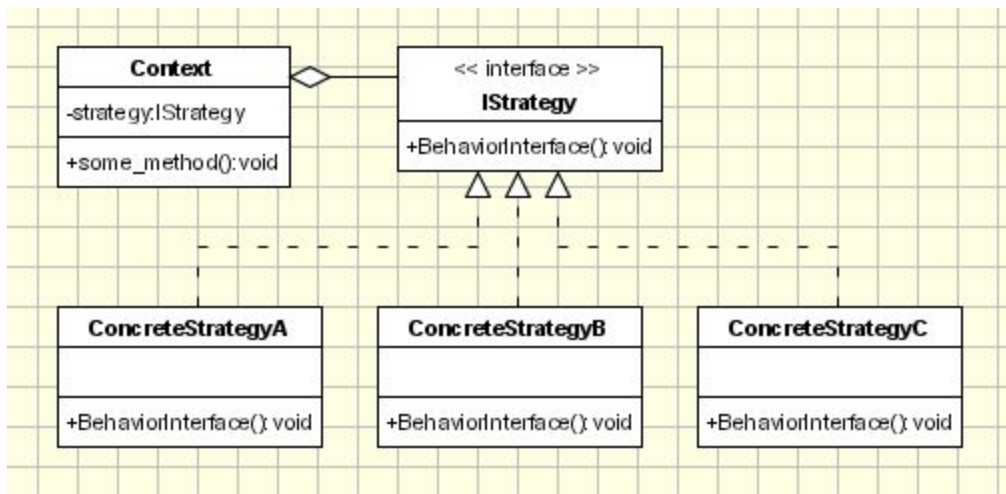 Context
-strategy:IStrategy
+some_method():void
<< interface >>
IStrategy
+BehaviorInterface():void
ConcreteStrategyA
+BehaviorInterface():void
ConcreteStrategyB
+BehaviorInterface():void
ConcreteStrategyC
+BehaviorInterface():void